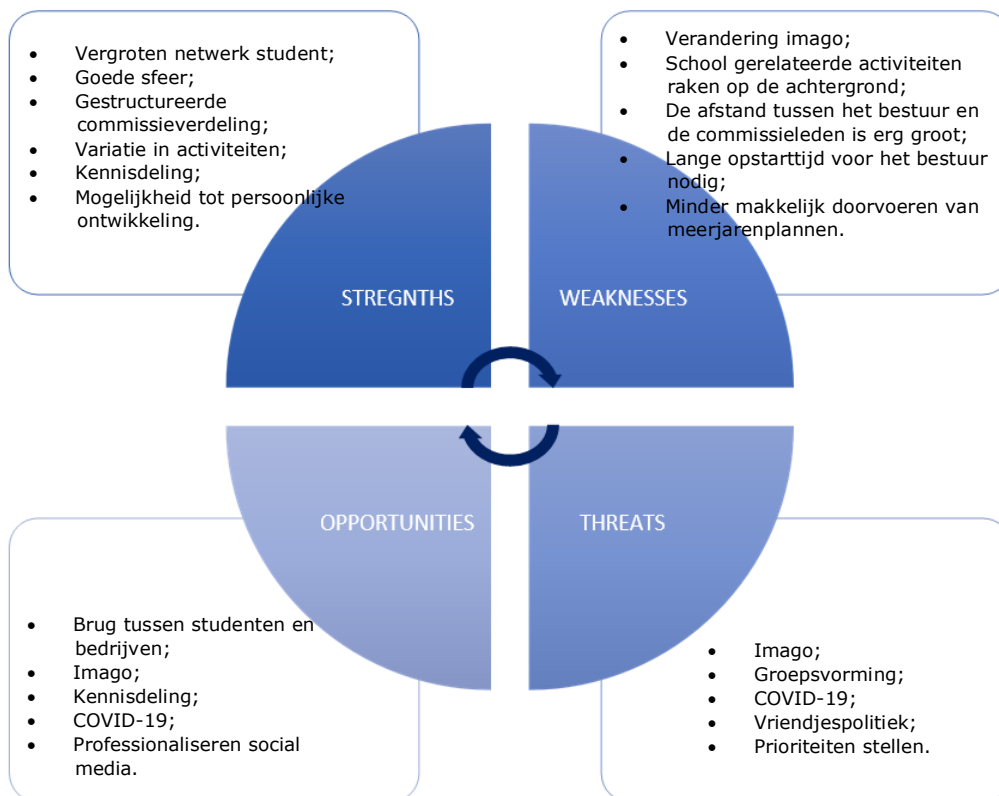 • Vergroten netwerk student;
• Goede sfeer;
• Gestructureerde
commissieverdeling;
• Variatie in activiteiten;
• Kennisdeling;
• Mogelijkheid tot persoonlijke
ontwikkeling.
• Verandering imago;
• School gerelateerde activiteiten
raken op de achtergrond;
• De afstand tussen het bestuur en
de commissieleden is erg groot;
• Lange opstarttijd voor het bestuur
nodig;
• Minder makkelijk doorvoeren van
meerjarenplannen.
STREGNTHS
WEAKNESSES
OPPORTUNITIES
THREATS
• Brug tussen studenten en
bedrijven;
• Imago;
• Kennisdeling;
• COVID-19;
• Professionaliseren social
media.
• Imago;
• Groepsvorming;
• COVID-19;
• Vriendjespolitiek;
• Prioriteiten stellen.